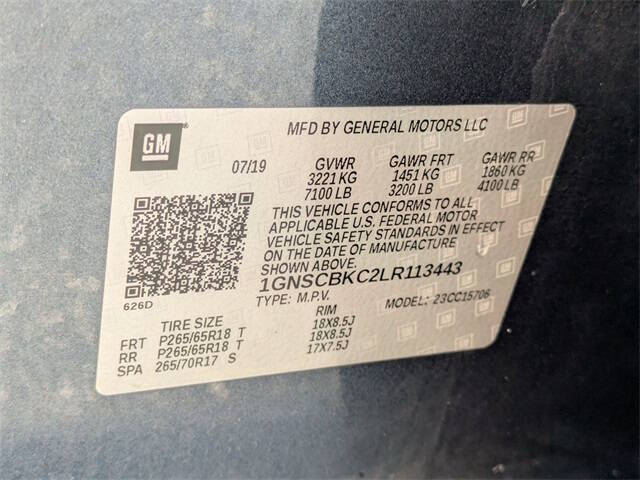 GM
MFD BY GENERAL MOTORS LLC
07/19 GVWR GAWR FRT GAWR RR
3221 KG 1451 KG 1860 KG
7100 LB 3200 LB 4100 LB
THIS VEHICLE CONFORMS TO ALL
APPLICABLE U.S. FEDERAL MOTOR
VEHICLE SAFETY STANDARDS IN EFFECT
ON THE DATE OF MANUFACTURE
SHOWN ABOVE.
1GNSCBKC2LR113443
626D
TYPE: M.P.V. MODEL: 23CC15706
TIRE SIZE RIM
FRT P265/65R18 T 18X8.5J
RR P265/65R18 T 18X8.5J
SPA 265/70R17 S 17X7.5J